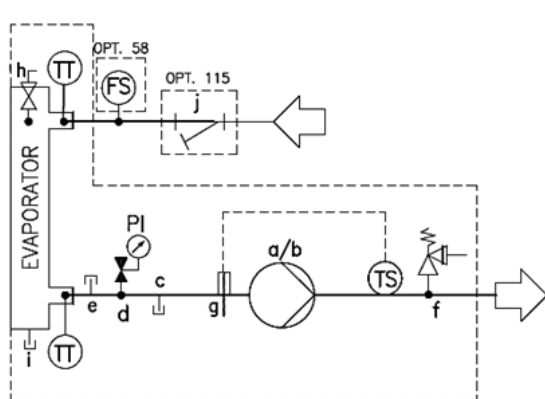 OPT. 58
h
TT
FS
OPT. 115
j
EVAPORATOR
PI
a/b
c
TS
e
d
g
f
i
TT